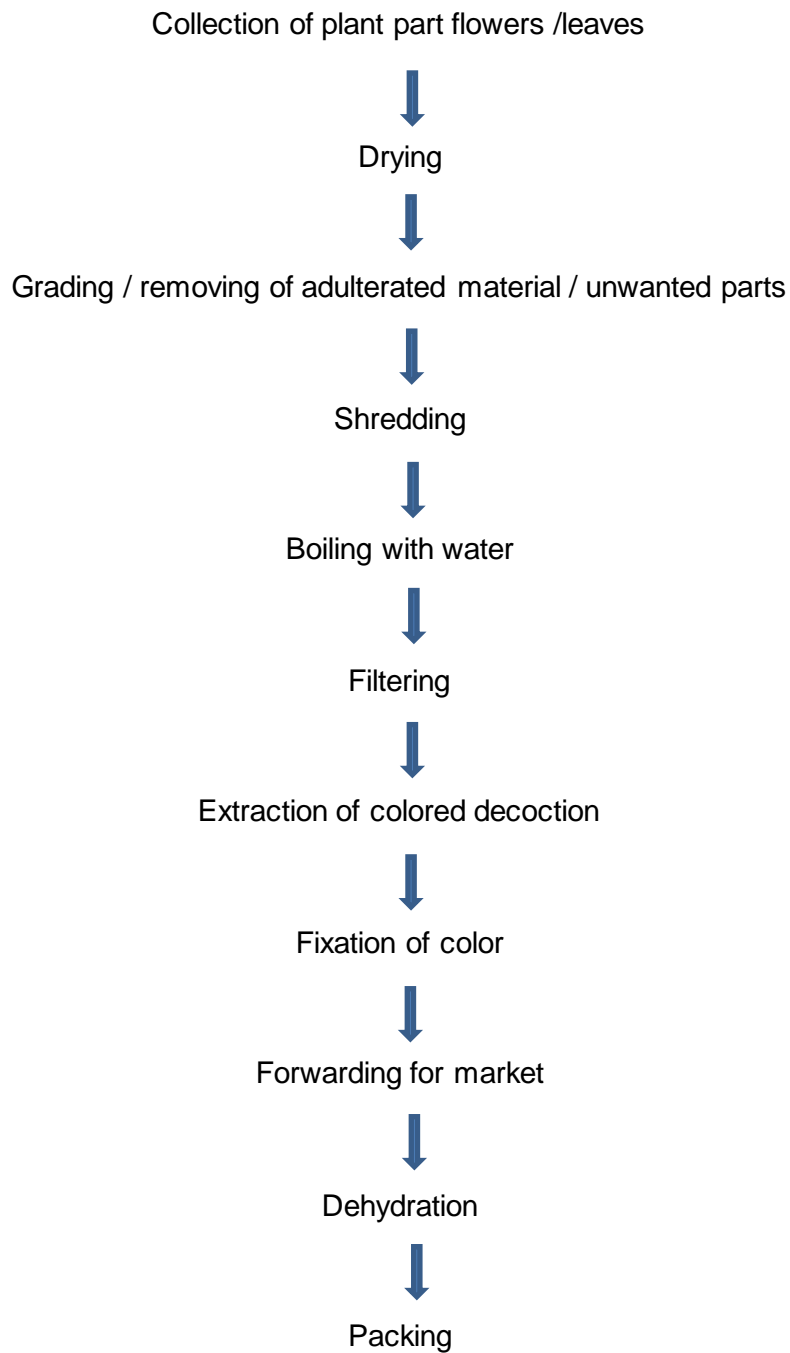 Collection of plant part flowers /leaves
Drying
Grading / removing of adulterated material / unwanted parts
Shredding
Boiling with water
Filtering
Extraction of colored decoction
Fixation of color
Forwarding for market
Dehydration
Packing